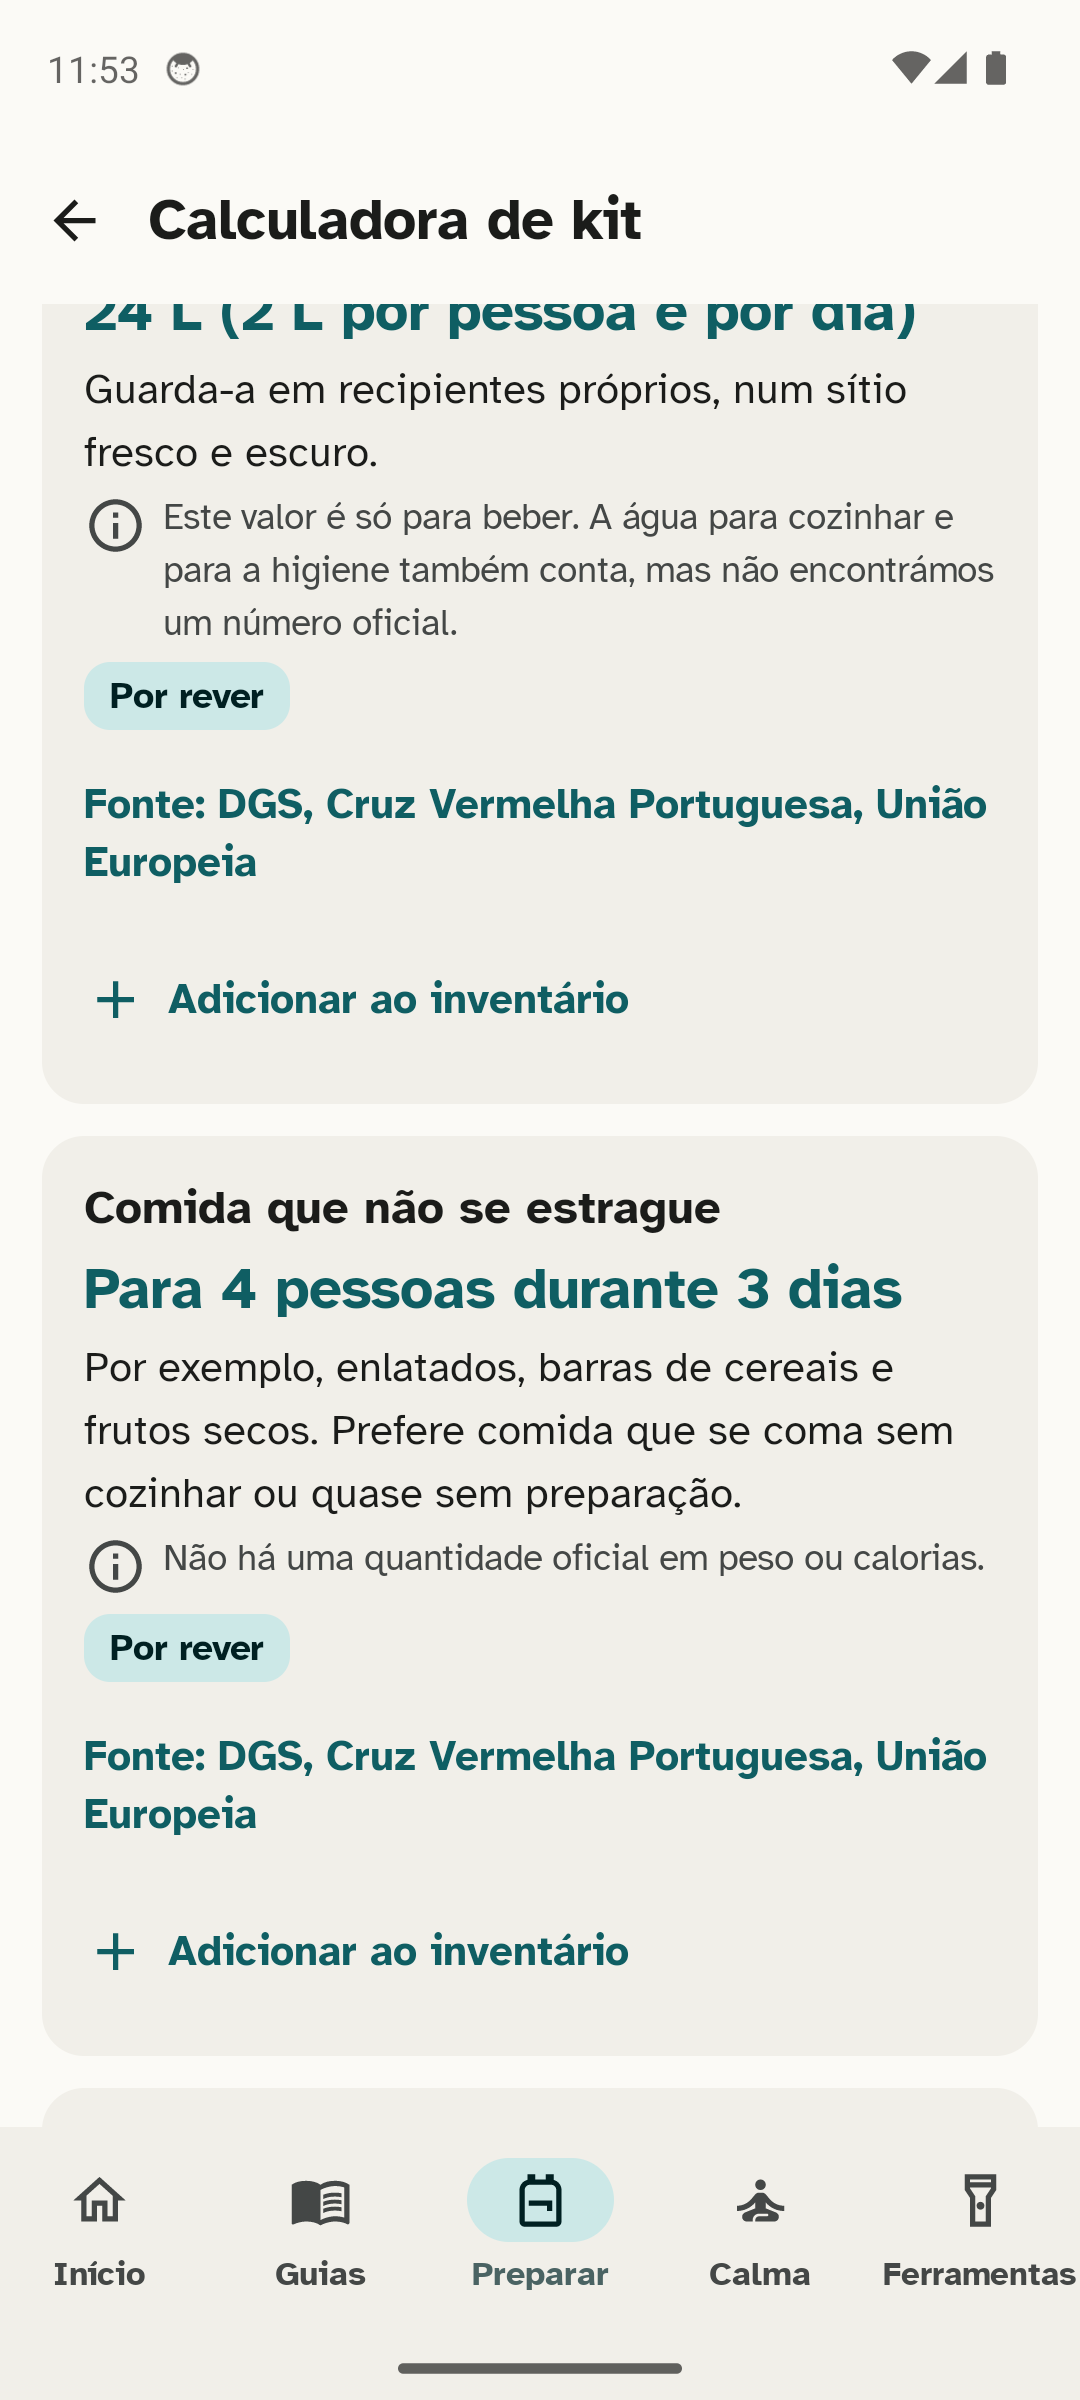 11:53
Calculadora de kit
24 L (2 L por pessoa e por dia)
Guarda-a em recipientes próprios, num sítio
fresco e escuro.
Este valor é só para beber. A água para cozinhar e
para a higiene também conta, mas não encontrámos
um número oficial.
Por rever
Fonte: DGS, Cruz Vermelha Portuguesa, União
Europeia
Adicionar ao inventário
Comida que não se estrague
Para 4 pessoas durante 3 dias
Por exemplo, enlatados, barras de cereais e
frutos secos. Prefere comida que se coma sem
cozinhar ou quase sem preparação.
Não há uma quantidade oficial em peso ou calorias.
Por rever
Fonte: DGS, Cruz Vermelha Portuguesa, União
Europeia
Adicionar ao inventário
Início
Guias
Preparar
Calma
Ferramentas